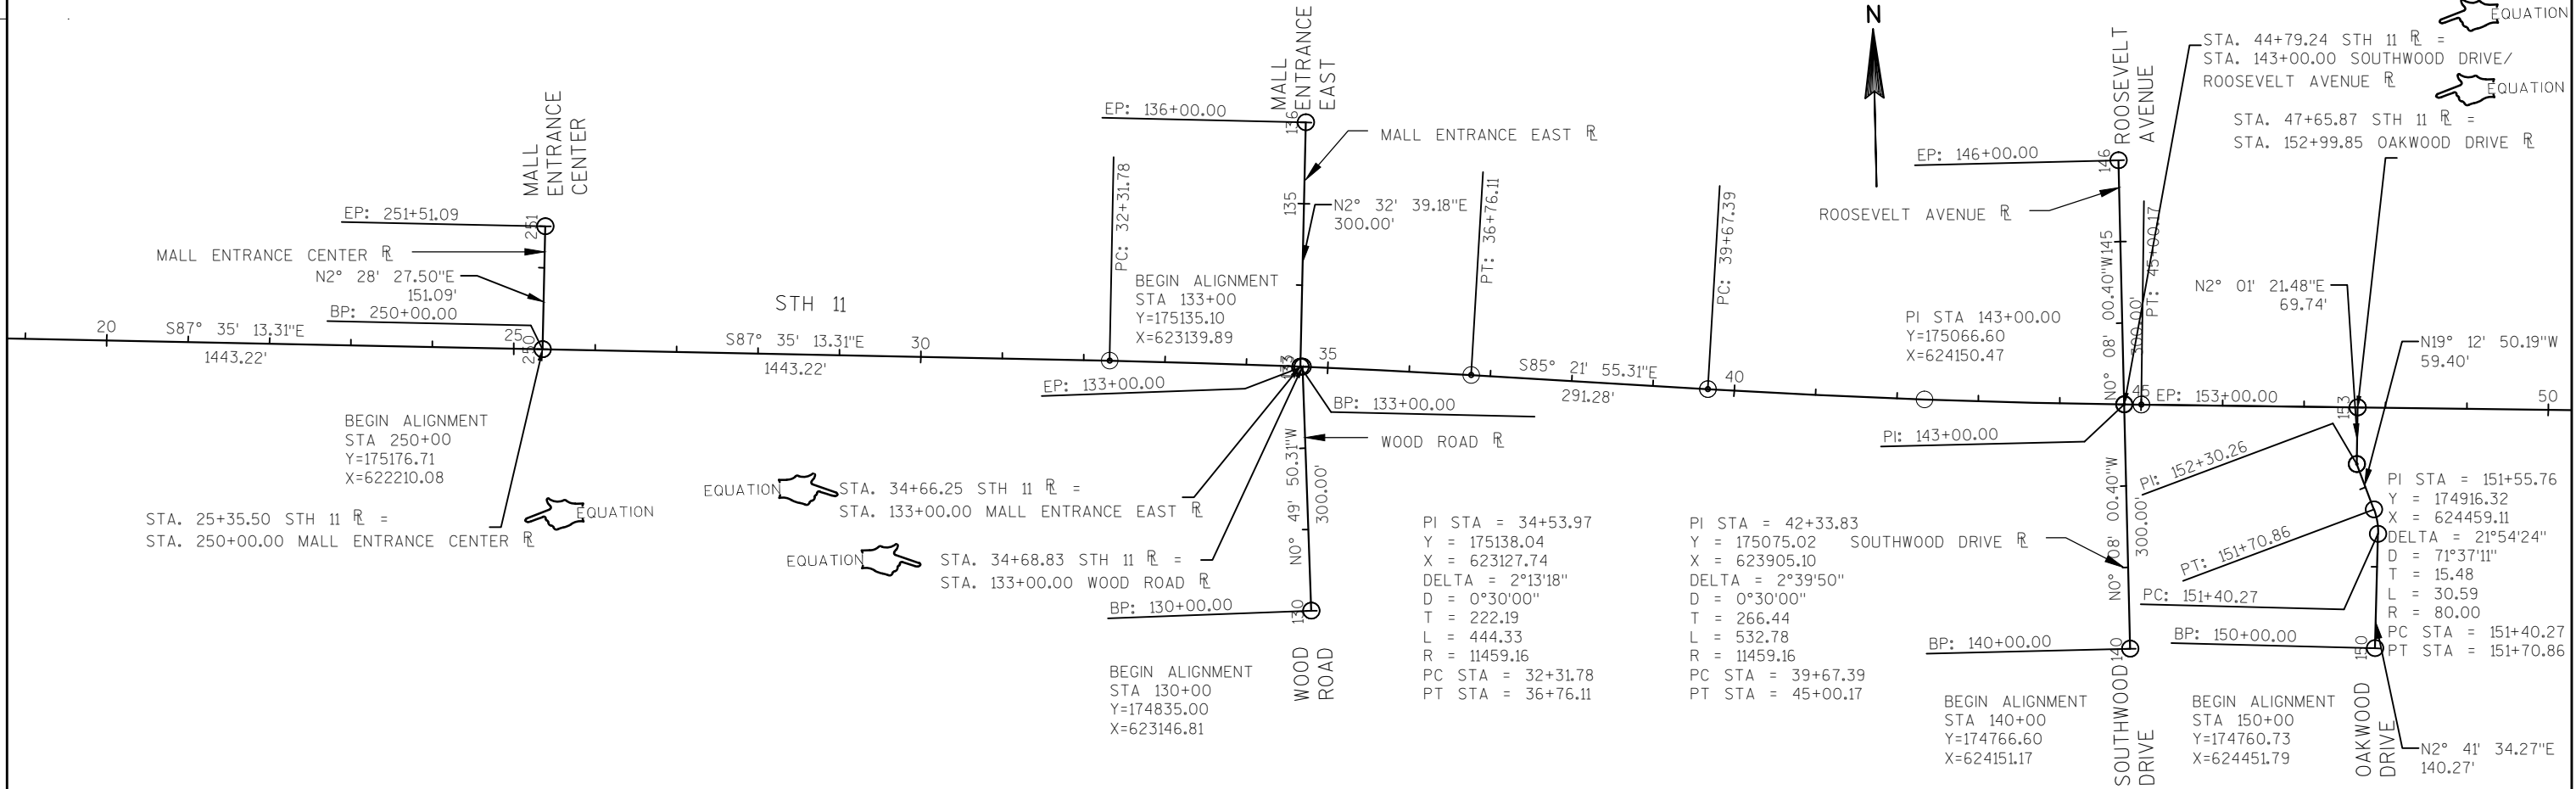 MALL
ENTRANCE
CENTER
EP: 251+51.09
251
MALL ENTRANCE CENTER RL
N2° 28' 27.50"E
151.09'
BP: 250+00.00
20
S87° 35' 13.31"E
1443.22'
25
250
BEGIN ALIGNMENT
STA 250+00
Y=175176.71
X=622210.08
STA. 25+35.50 STH 11 RL =
STA. 250+00.00 MALL ENTRANCE CENTER RL
EQUATION
STH 11
S87° 35' 13.31"E
1443.22'
30
MALL
ENTRANCE
EAST
EP: 136+00.00
136
MALL ENTRANCE EAST RL
PC: 32+31.78
135
N2° 32' 39.18"E
300.00'
BEGIN ALIGNMENT
STA 133+00
Y=175135.10
X=623139.89
133
35
EP: 133+00.00
BP: 133+00.00
WOOD ROAD RL
N0° 49' 50.31"W
300.00'
EQUATION
STA. 34+66.25 STH 11 RL =
STA. 133+00.00 MALL ENTRANCE EAST RL
EQUATION
STA. 34+68.83 STH 11 RL =
STA. 133+00.00 WOOD ROAD RL
BP: 130+00.00
130
WOOD
ROAD
BEGIN ALIGNMENT
STA 130+00
Y=174835.00
X=623146.81
PT: 36+76.11
S85° 21' 55.31"E
291.28'
PC: 39+67.39
40
PI STA = 34+53.97
Y = 175138.04
X = 623127.74
DELTA = 2°13'18"
D = 0°30'00"
T = 222.19
L = 444.33
R = 11459.16
PC STA = 32+31.78
PT STA = 36+76.11
PI STA = 42+33.83
Y = 175075.02
X = 623905.10
DELTA = 2°39'50"
D = 0°30'00"
T = 266.44
L = 532.78
R = 11459.16
PC STA = 39+67.39
PT STA = 45+00.17
N
ROOSEVELT
AVENUE
EP: 146+00.00
146
ROOSEVELT AVENUE RL
145
N0° 08' 00.40"W
300.00'
PT: 45+00.17
PI STA 143+00.00
Y=175066.60
X=624150.47
45
PI: 143+00.00
SOUTHWOOD DRIVE RL
N0° 08' 00.40"W
300.00'
BP: 140+00.00
140
BEGIN ALIGNMENT
STA 140+00
Y=174766.60
X=624151.17
SOUTHWOOD
DRIVE
EQUATION
STA. 44+79.24 STH 11 RL =
STA. 143+00.00 SOUTHWOOD DRIVE/
ROOSEVELT AVENUE RL
EQUATION
STA. 47+65.87 STH 11 RL =
STA. 152+99.85 OAKWOOD DRIVE RL
N2° 01' 21.48"E
69.74'
N19° 12' 50.19"W
59.40'
EP: 153+00.00
153
50
PI: 152+30.26
PT: 151+70.86
PC: 151+40.27
BP: 150+00.00
150
PI STA = 151+55.76
Y = 174916.32
X = 624459.11
DELTA = 21°54'24"
D = 71°37'11"
T = 15.48
L = 30.59
R = 80.00
PC STA = 151+40.27
PT STA = 151+70.86
BEGIN ALIGNMENT
STA 150+00
Y=174760.73
X=624451.79
OAKWOOD
DRIVE
N2° 41' 34.27"E
140.27'